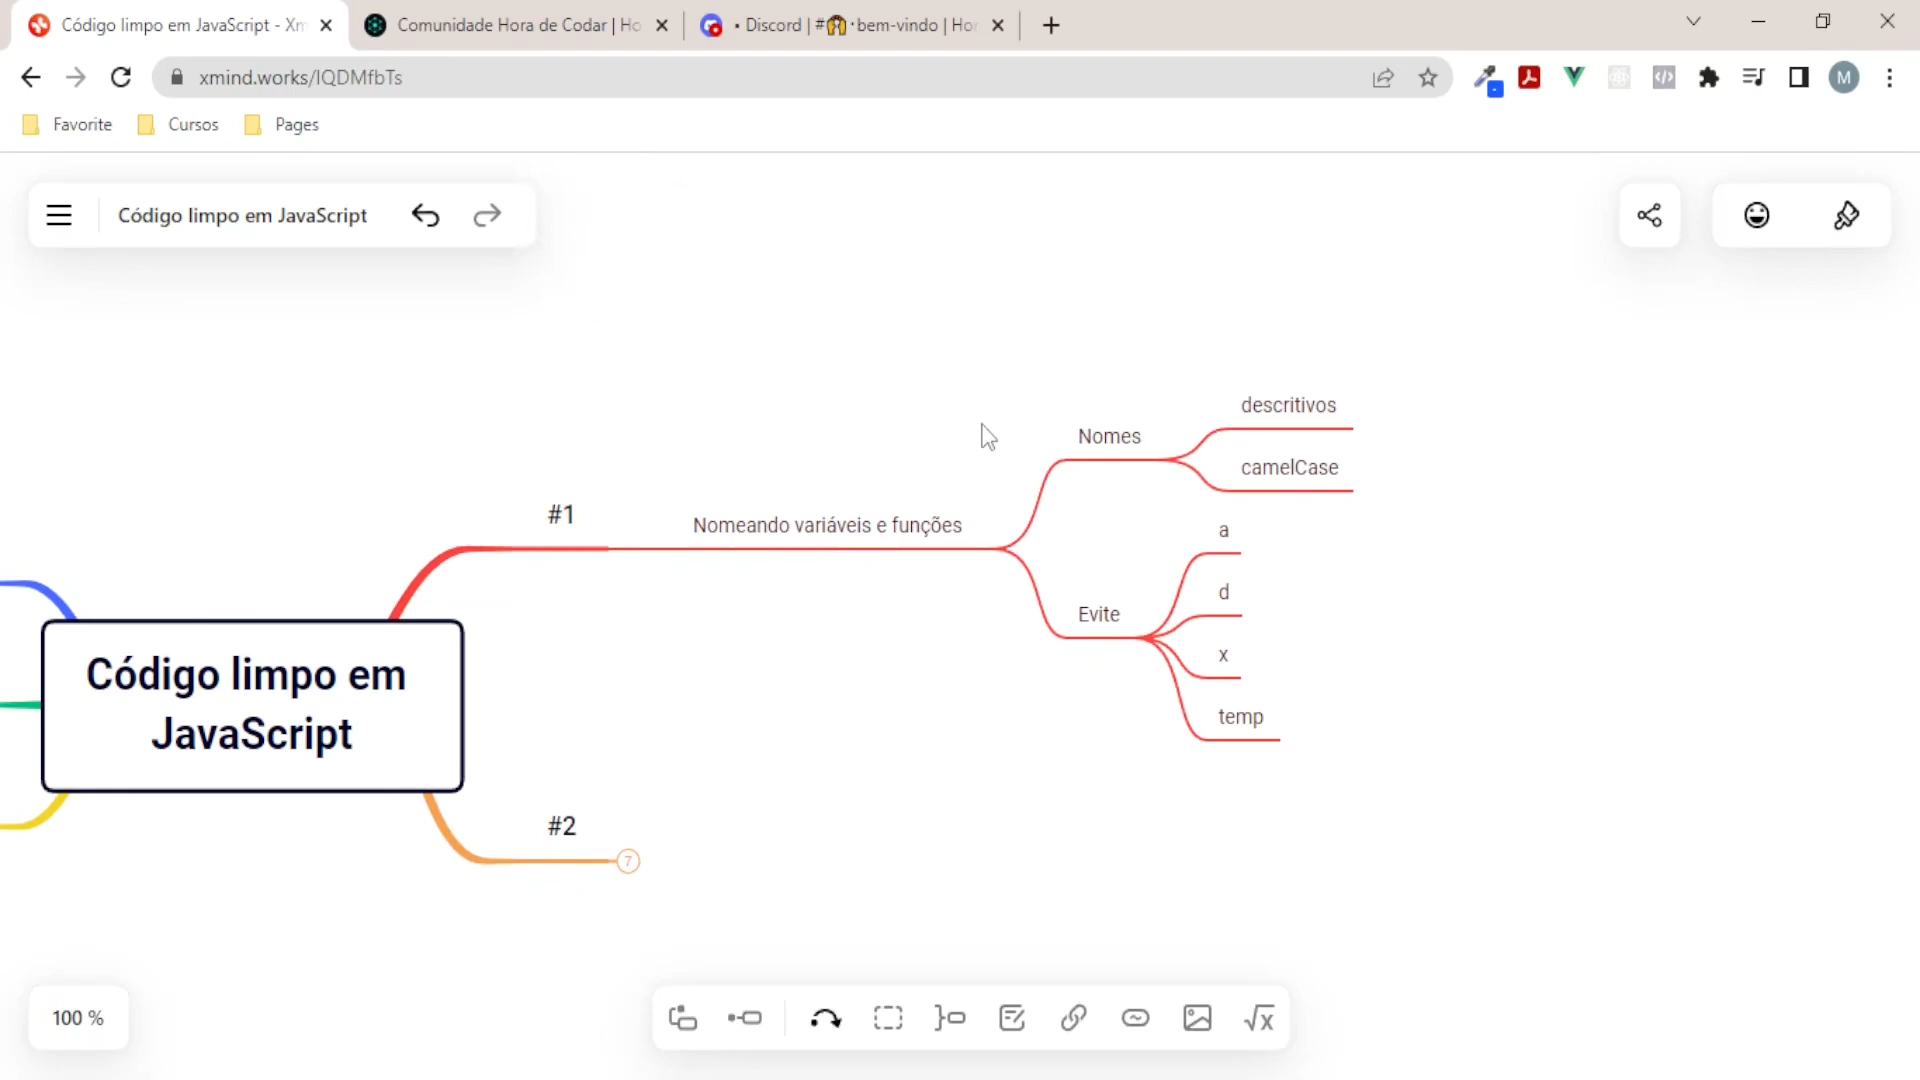 Código limpo em JavaScript - Xm
Comunidade Hora de Codar | Ho
• Discord | #🙌・bem-vindo | Hor
xmind.works/IQDMfbTs
M
Favorite
Cursos
Pages
Código limpo em JavaScript
descritivos
Nomes
camelCase
#1
Nomeando variáveis e funções
a
d
Evite
x
temp
Código limpo em
JavaScript
#2
7
100 %